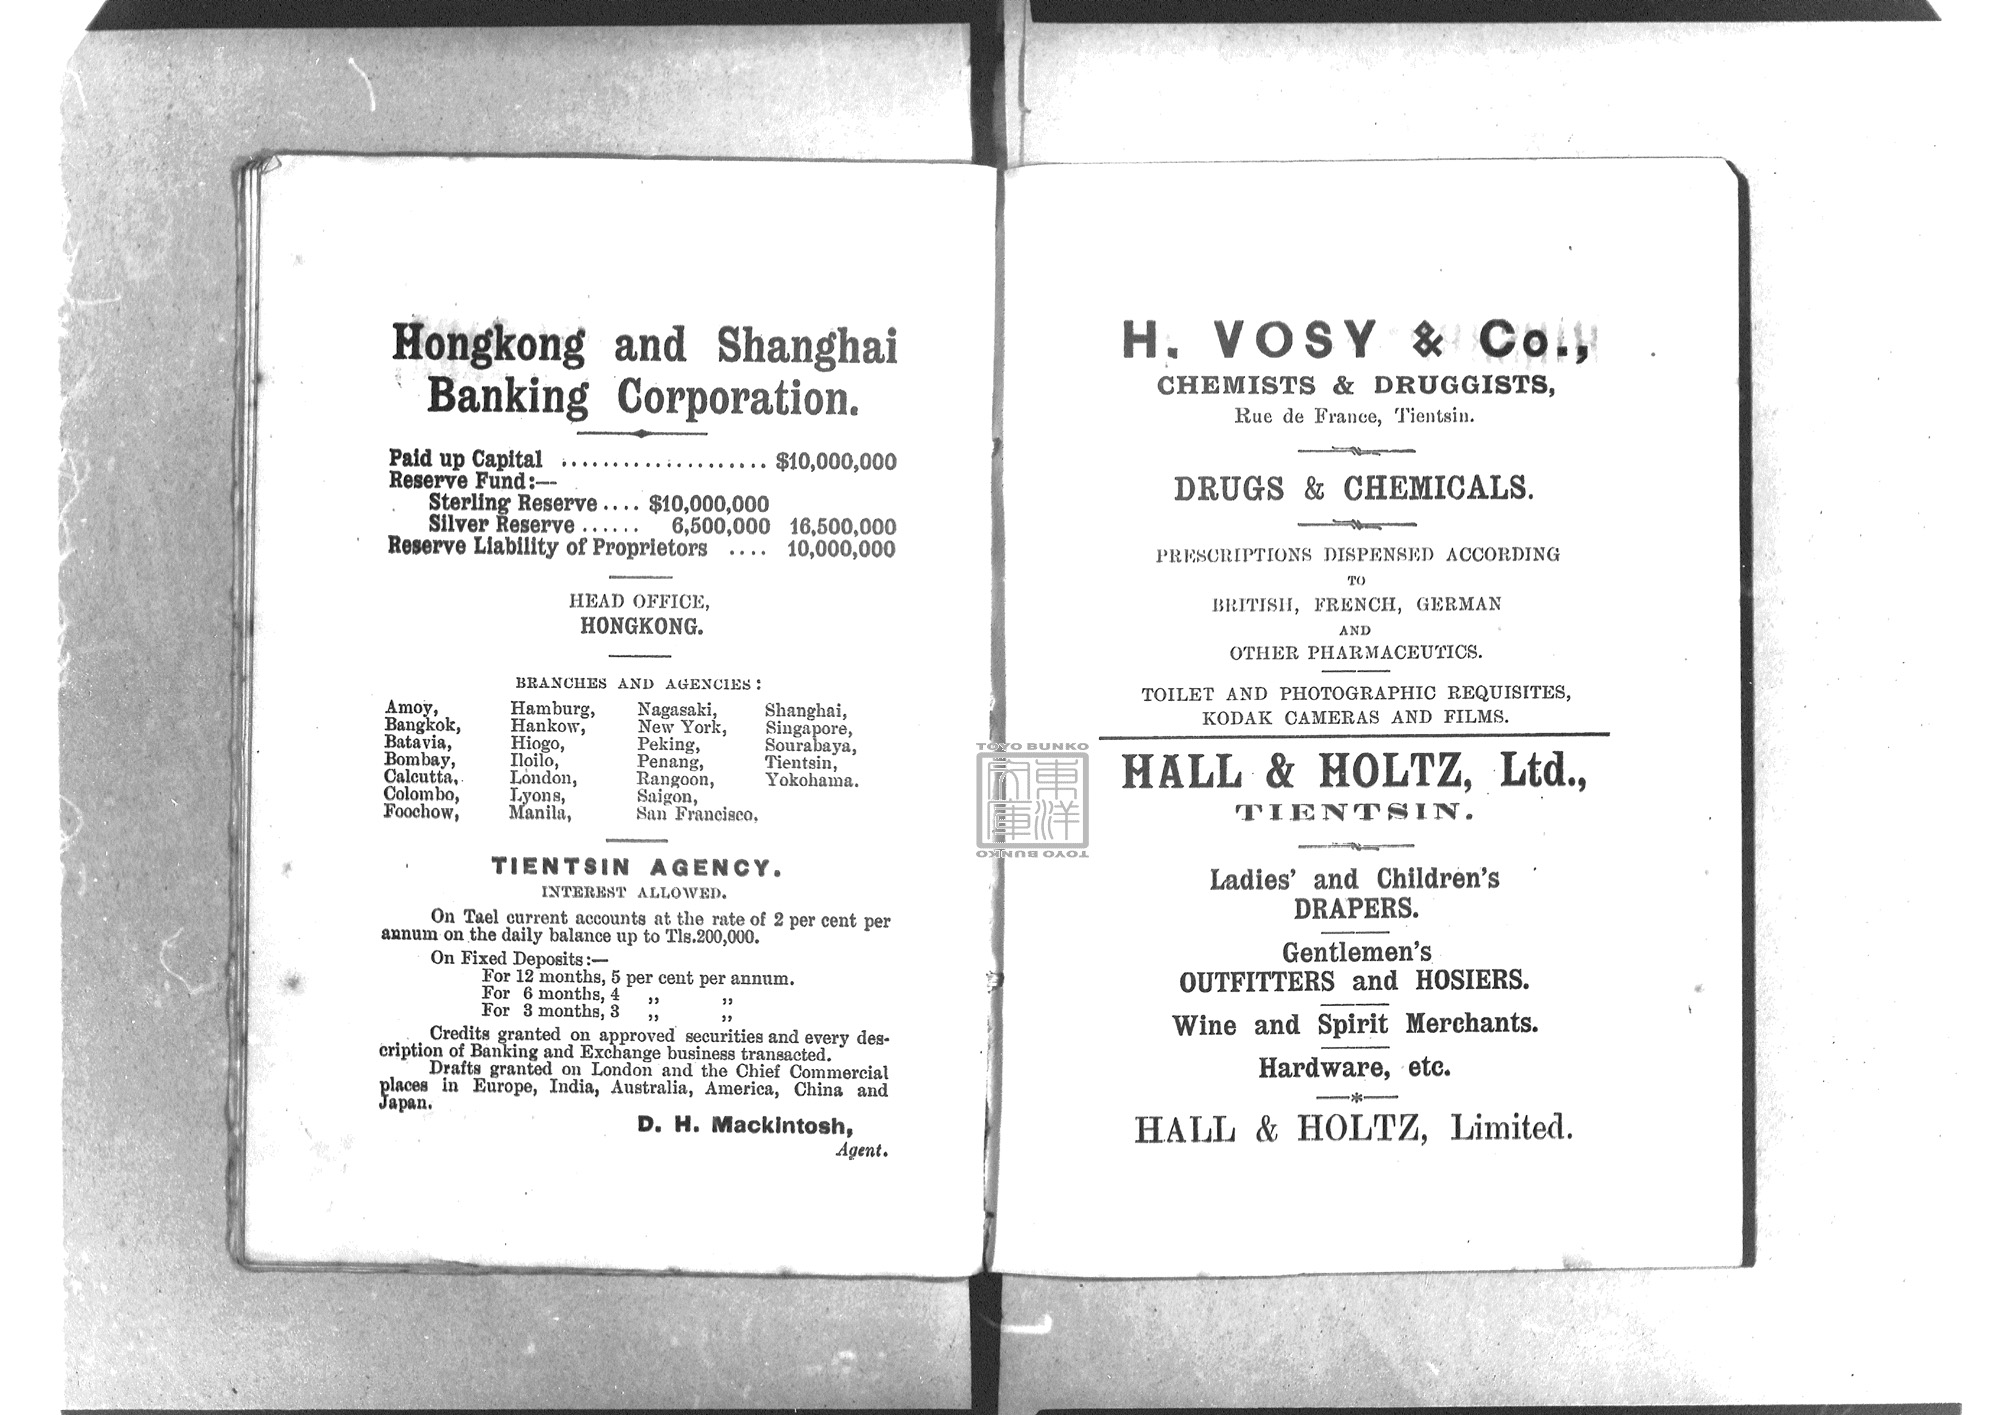 Hongkong and Shanghai
Banking Corporation.
Paid up Capital ..................... $10,000,000
Reserve Fund:—
Sterling Reserve .... $10,000,000
Silver Reserve ...... 6,500,000 16,500,000
Reserve Liability of Proprietors .... 10,000,000
HEAD OFFICE,
HONGKONG.
BRANCHES AND AGENCIES:
Amoy, Hamburg, Nagasaki, Shanghai,
Bangkok, Hankow, New York, Singapore,
Batavia, Hiogo, Peking, Sourabaya,
Bombay, Iloilo, Penang, Tientsin,
Calcutta, London, Rangoon, Yokohama.
Colombo, Lyons, Saigon,
Foochow, Manila, San Francisco.
TIENTSIN AGENCY.
INTEREST ALLOWED.
On Tael current accounts at the rate of 2 per cent per
annum on the daily balance up to Tls.200,000.
On Fixed Deposits:—
For 12 months, 5 per cent per annum.
For 6 months, 4 ,, ,,
For 3 months, 3 ,, ,,
Credits granted on approved securities and every des-
cription of Banking and Exchange business transacted.
Drafts granted on London and the Chief Commercial
places in Europe, India, Australia, America, China and
Japan.
D. H. Mackintosh,
Agent.
H. VOSY & Co.,
CHEMISTS & DRUGGISTS,
Rue de France, Tientsin.
DRUGS & CHEMICALS.
PRESCRIPTIONS DISPENSED ACCORDING
TO
BRITISH, FRENCH, GERMAN
AND
OTHER PHARMACEUTICS.
TOILET AND PHOTOGRAPHIC REQUISITES,
KODAK CAMERAS AND FILMS.
HALL & HOLTZ, Ltd.,
TIENTSIN.
Ladies' and Children's
DRAPERS.
Gentlemen's
OUTFITTERS and HOSIERS.
Wine and Spirit Merchants.
Hardware, etc.
HALL & HOLTZ, Limited.
TOYO BUNKO
東洋文庫
TOYO BUNKO